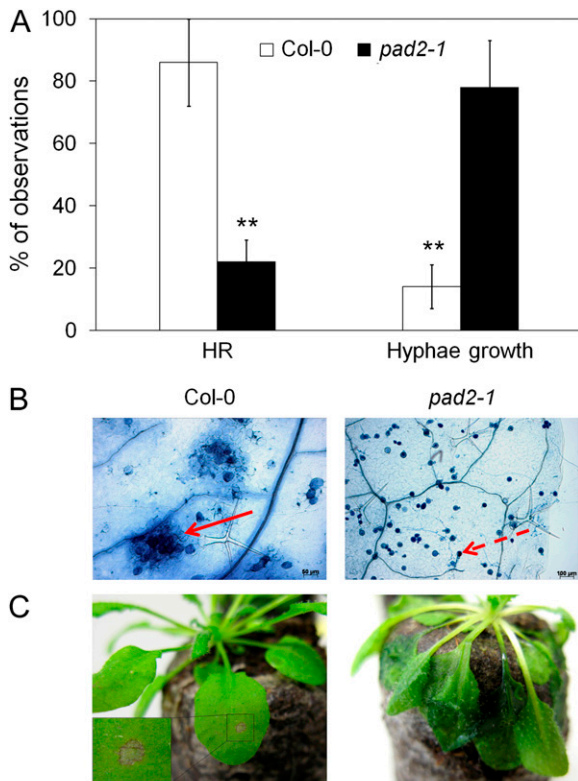 A
100
80
60
40
20
0
% of observations
Col-0 pad2-1
**
**
HR Hyphae growth
B
Col-0 pad2-1
50 µm
100 µm
C